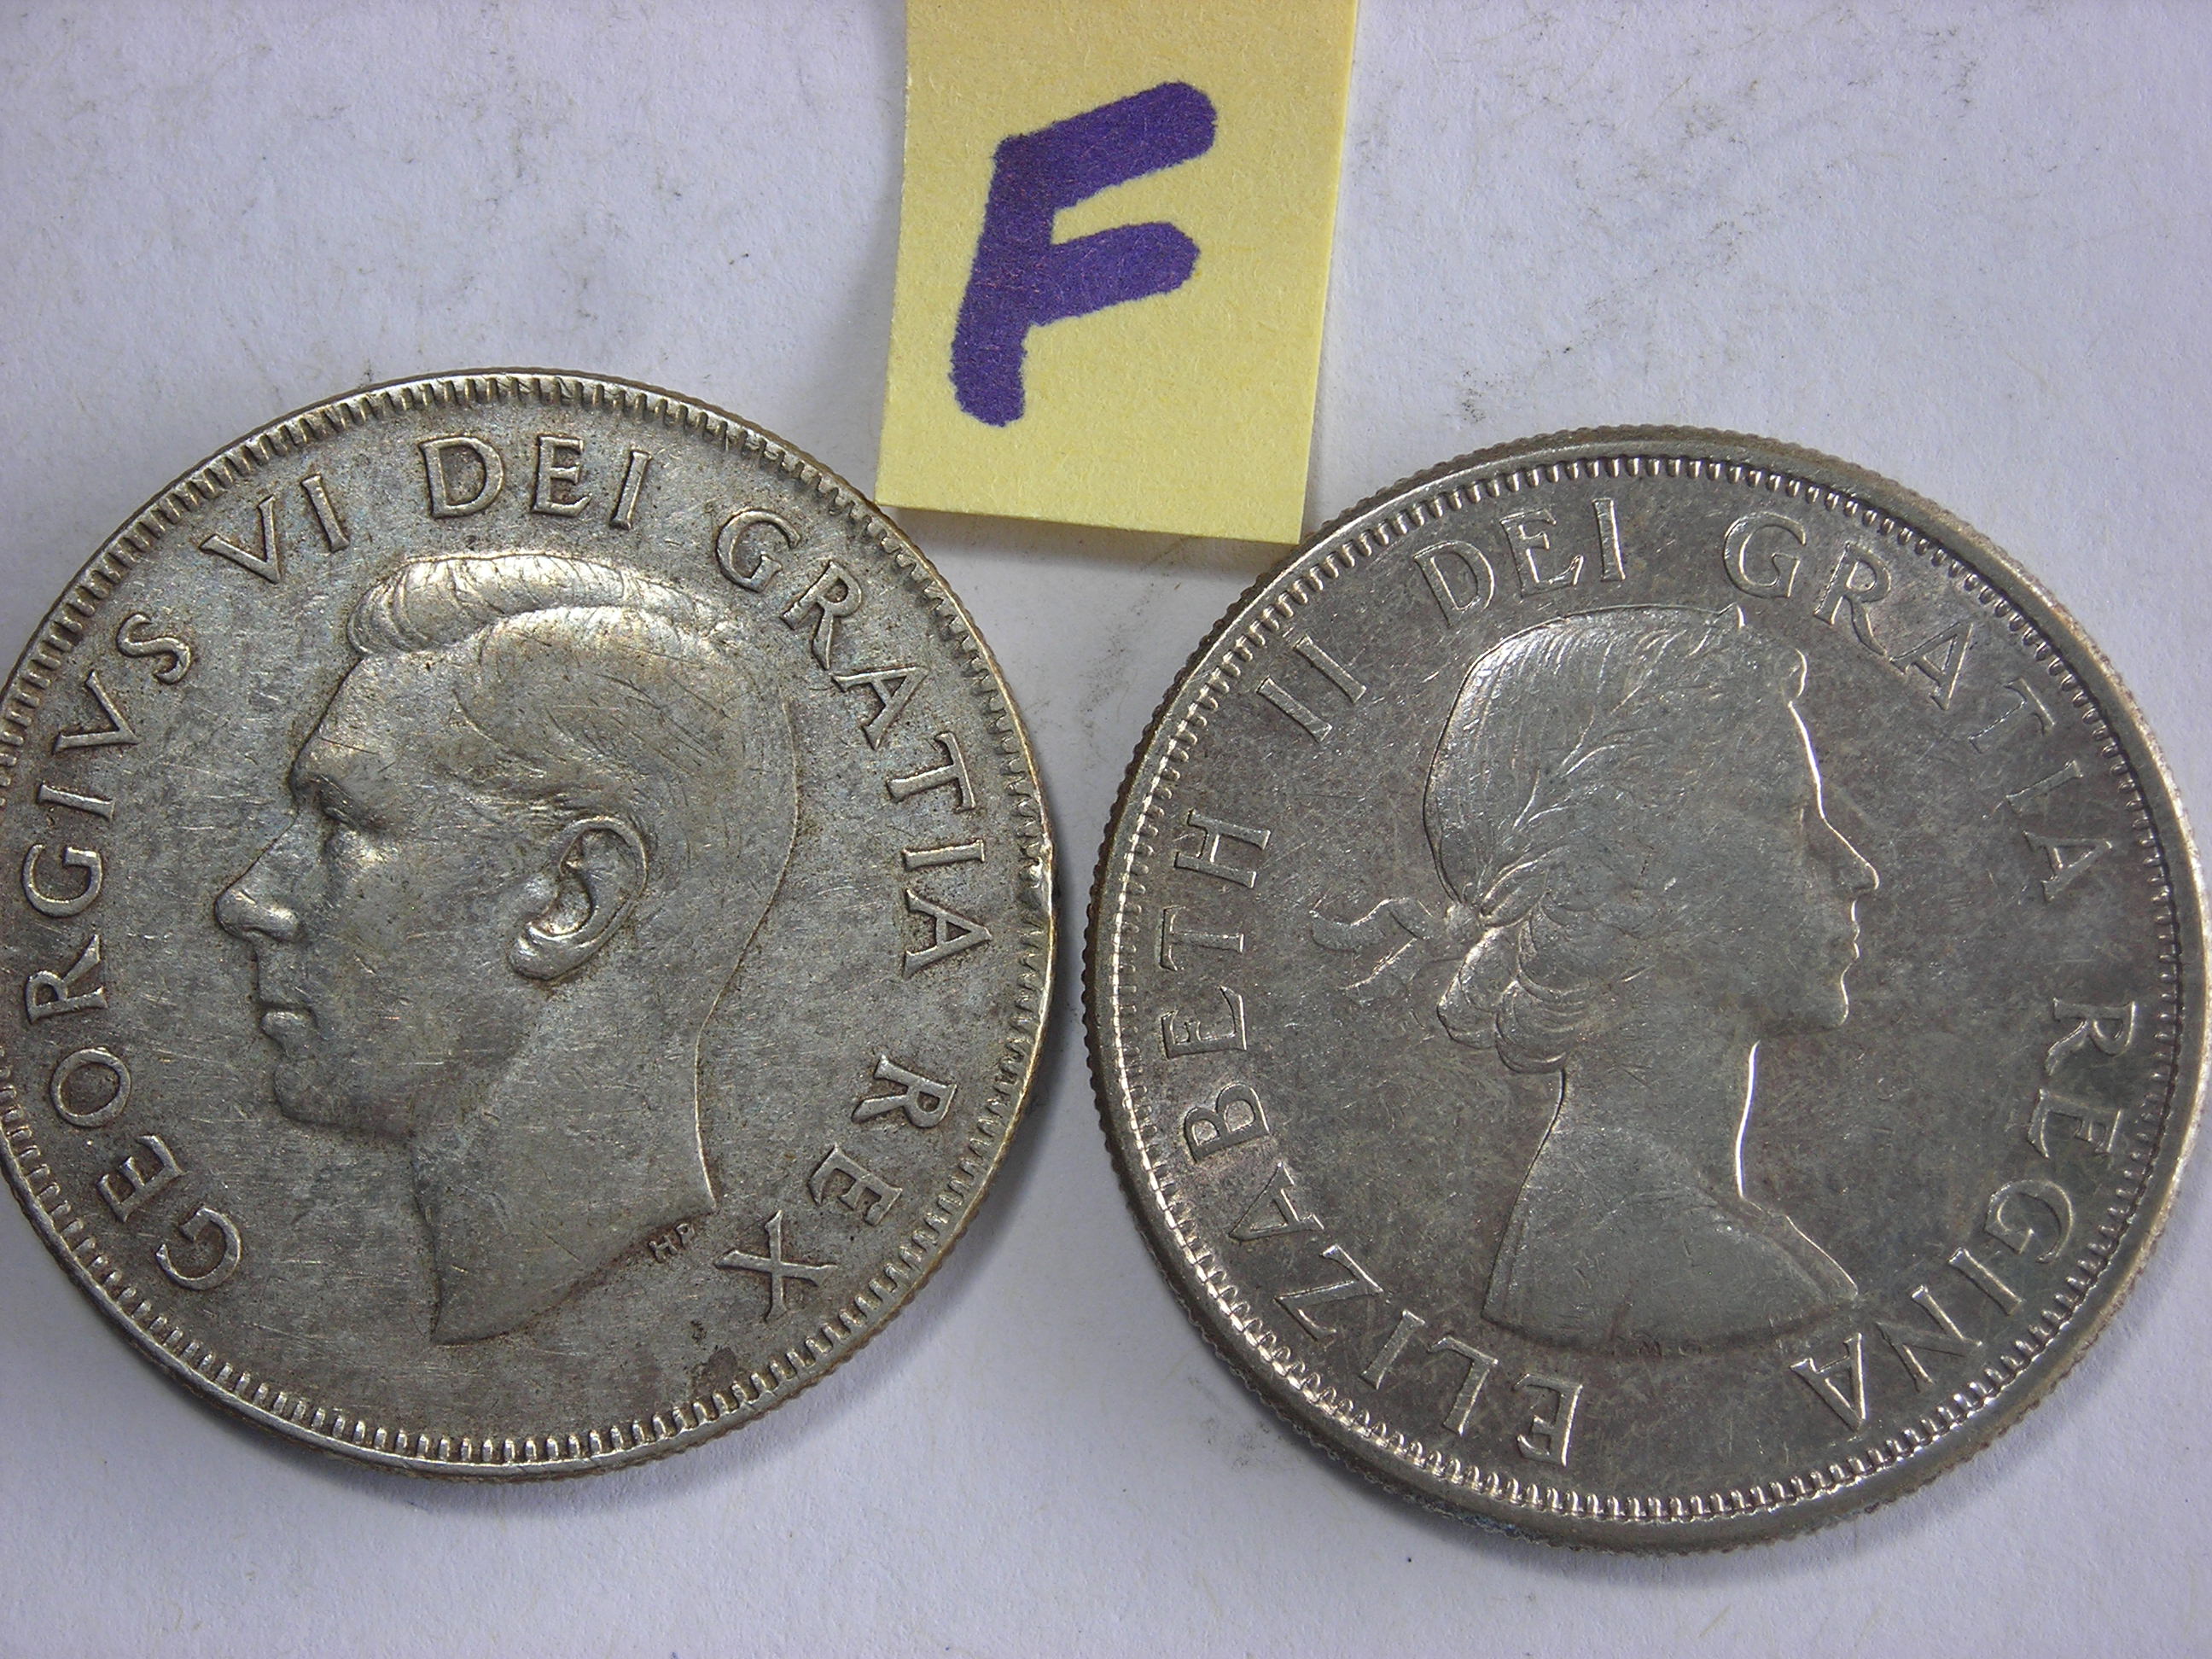 F
GEORGIVS VI DEI GRATIA REX
HP
ELIZABETH II DEI GRATIA REGINA